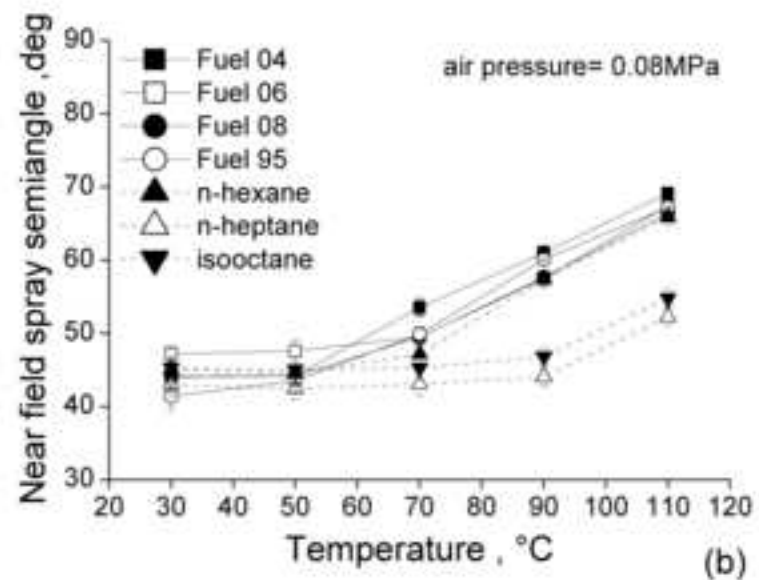 Near field spray semiangle ,deg
90
80
70
60
50
40
30
Fuel 04
Fuel 06
Fuel 08
Fuel 95
n-hexane
n-heptane
isooctane
air pressure= 0.08MPa
20 30 40 50 60 70 80 90 100 110 120
Temperature , °C
(b)